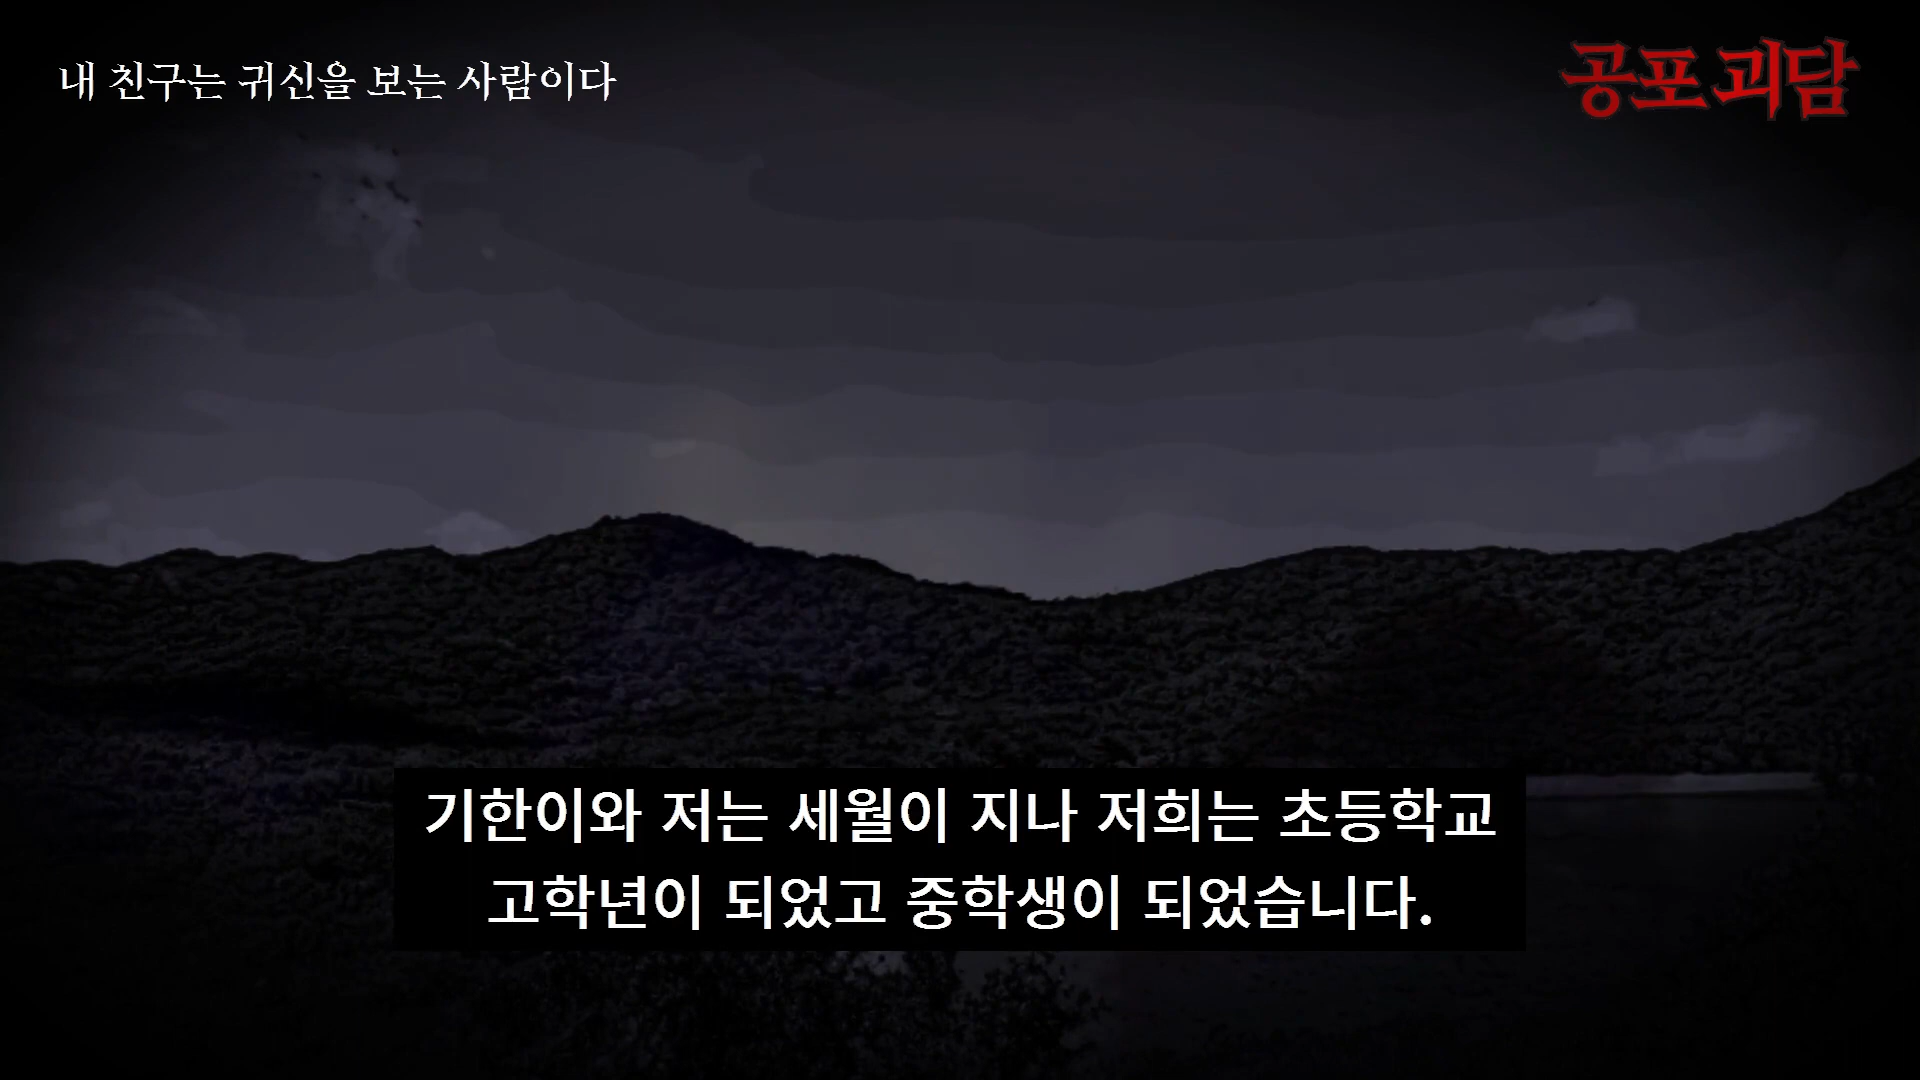 내 친구는 귀신을 보는 사람이다
공포괴담
기한이와 저는 세월이 지나 저희는 초등학교
고학년이 되었고 중학생이 되었습니다.